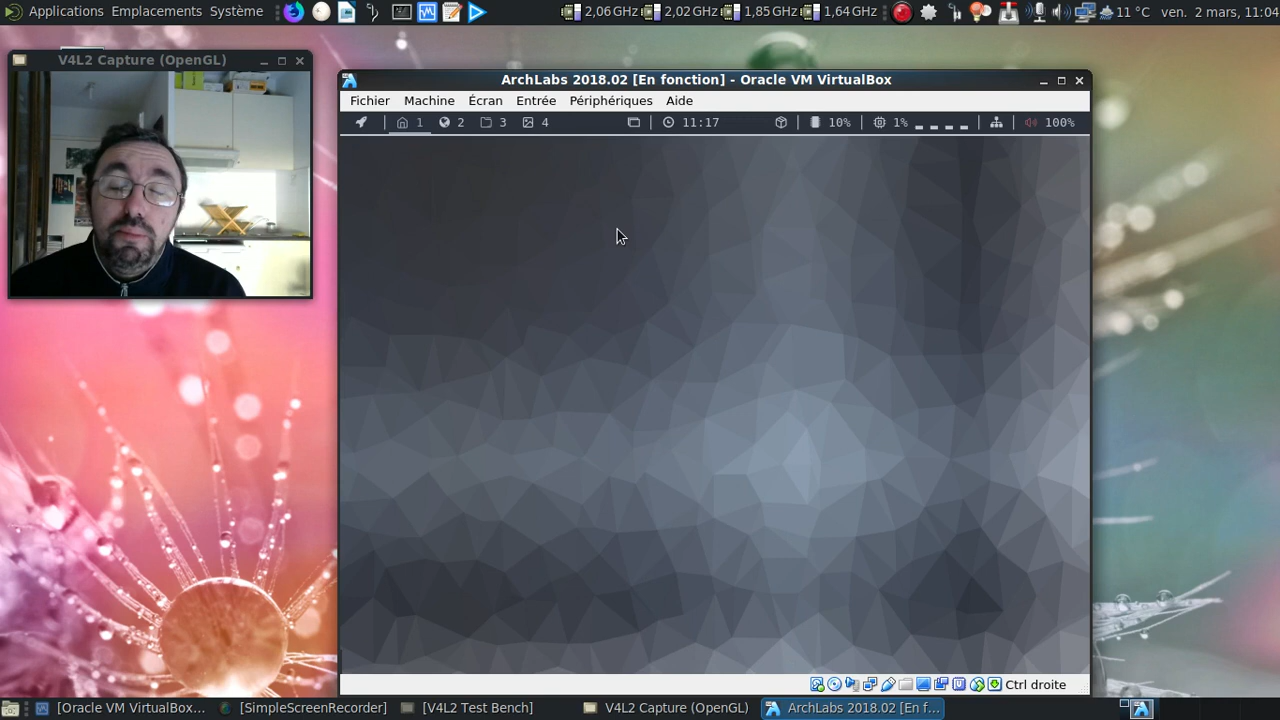 Applications Emplacements Système 2,06 GHz 2,02 GHz 1,85 GHz 1,64 GHz 11 °C ven. 2 mars, 11:04
V4L2 Capture (OpenGL)
ArchLabs 2018.02 [En fonction] - Oracle VM VirtualBox
Fichier Machine Écran Entrée Périphériques Aide
1 2 3 4 11:17 10% 1% 100%
Ctrl droite
[Oracle VM VirtualBox... [SimpleScreenRecorder] [V4L2 Test Bench] V4L2 Capture (OpenGL) ArchLabs 2018.02 [En f...